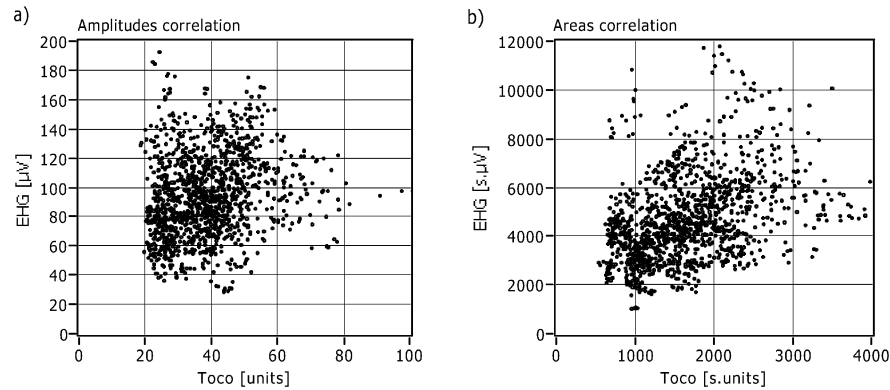 a)
Amplitudes correlation
200
180
160
140
120
100
80
60
40
20
0
EHG [µV]
0 20 40 60 80 100
Toco [units]
b)
Areas correlation
12000
10000
8000
6000
4000
2000
0
EHG [s.µV]
0 1000 2000 3000 4000
Toco [s.units]